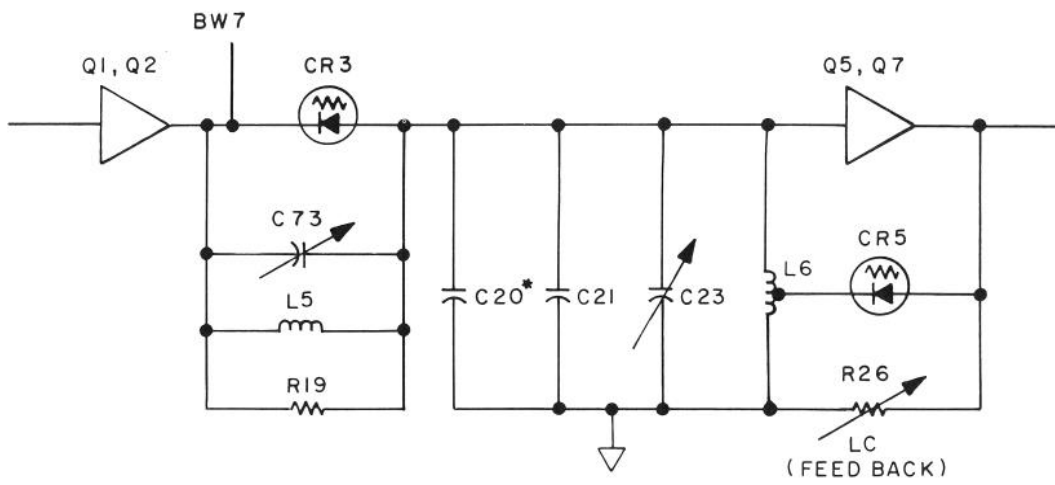 BW7
Q1, Q2
CR3
Q5, Q7
C73
CR5
L6
C20*
C21
C23
L5
R19
R26
LC
(FEED BACK)